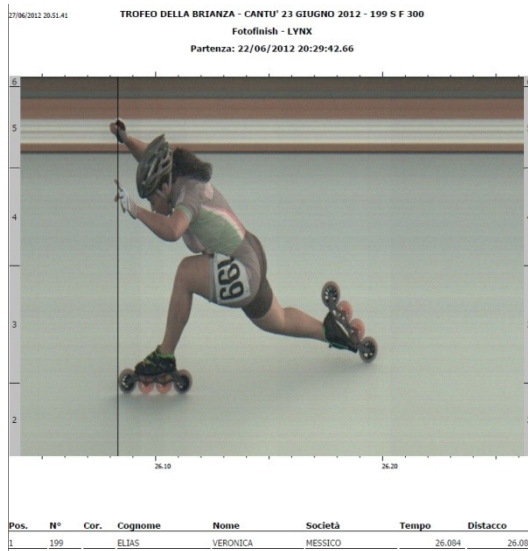 27/06/2012 20.51.41
TROFEO DELLA BRIANZA - CANTU' 23 GIUGNO 2012 - 199 S F 300
Fotofinish - LYNX
Partenza: 22/06/2012 20:29:42.66
6
5
4
3
2
199
26.10 26.20
Pos. N° Cor. Cognome Nome Società Tempo Distacco
1 199 ELIAS VERONICA MESSICO 26.084